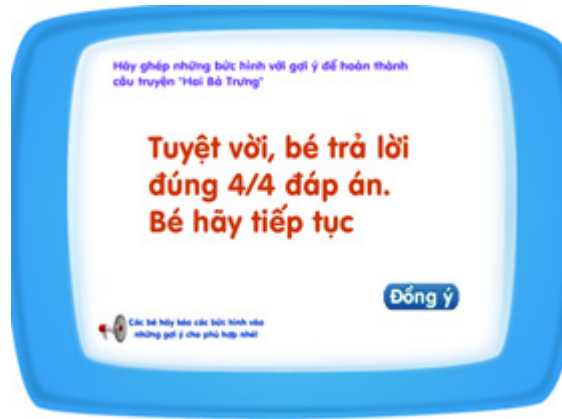 Hãy ghép những bức hình với gợi ý để hoàn thành
câu truyện "Hai Bà Trưng"
Tuyệt vời, bé trả lời
đúng 4/4 đáp án.
Bé hãy tiếp tục
Đồng ý
Các bé hãy kéo các bức hình vào
những gợi ý cho phù hợp nhé!